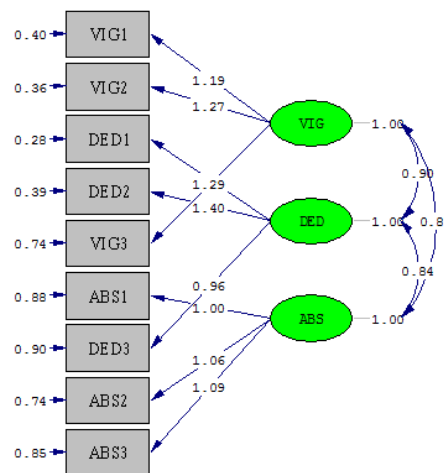 0.40 VIG1
1.19
0.36 VIG2
1.27 VIG 1.00
0.28 DED1
0.90
0.39 DED2
1.29
1.40 DED 1.00 0.8
0.74 VIG3
0.84
0.88 ABS1
0.96
1.00 ABS 1.00
0.90 DED3
1.06
0.74 ABS2
1.09
0.85 ABS3